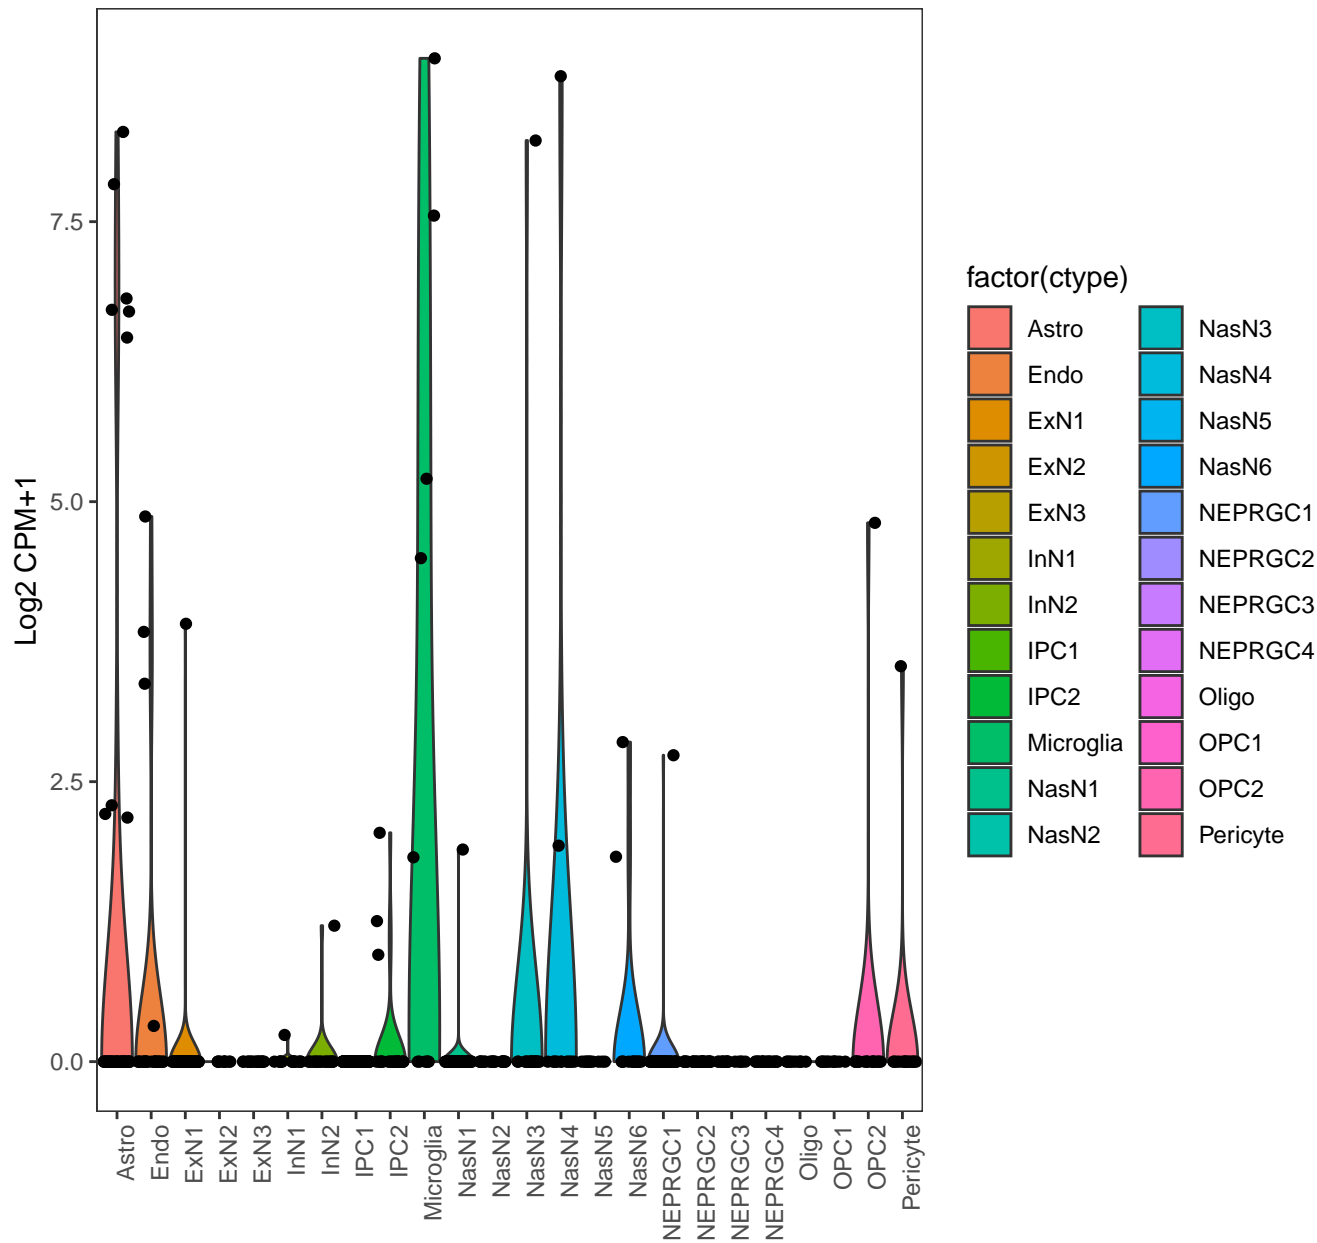 Log2 CPM+1
7.5
5.0
2.5
0.0
Astro
Endo
ExN1
ExN2
ExN3
InN1
InN2
IPC1
IPC2
Microglia
NasN1
NasN2
NasN3
NasN4
NasN5
NasN6
NEPRGC1
NEPRGC2
NEPRGC3
NEPRGC4
Oligo
OPC1
OPC2
Pericyte
factor(ctype)
Astro
Endo
ExN1
ExN2
ExN3
InN1
InN2
IPC1
IPC2
Microglia
NasN1
NasN2
NasN3
NasN4
NasN5
NasN6
NEPRGC1
NEPRGC2
NEPRGC3
NEPRGC4
Oligo
OPC1
OPC2
Pericyte